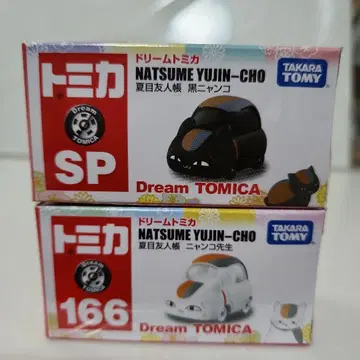 トミカ
Dream
TOMICA
SP
ドリームトミカ
NATSUME YUJIN-CHO
夏目友人帳 黒ニャンコ
TAKARA
TOMY
Dream TOMICA
トミカ
Dream
TOMICA
166
ドリームトミカ
NATSUME YUJIN-CHO
夏目友人帳 ニャンコ先生
TAKARA
TOMY
Dream TOMICA